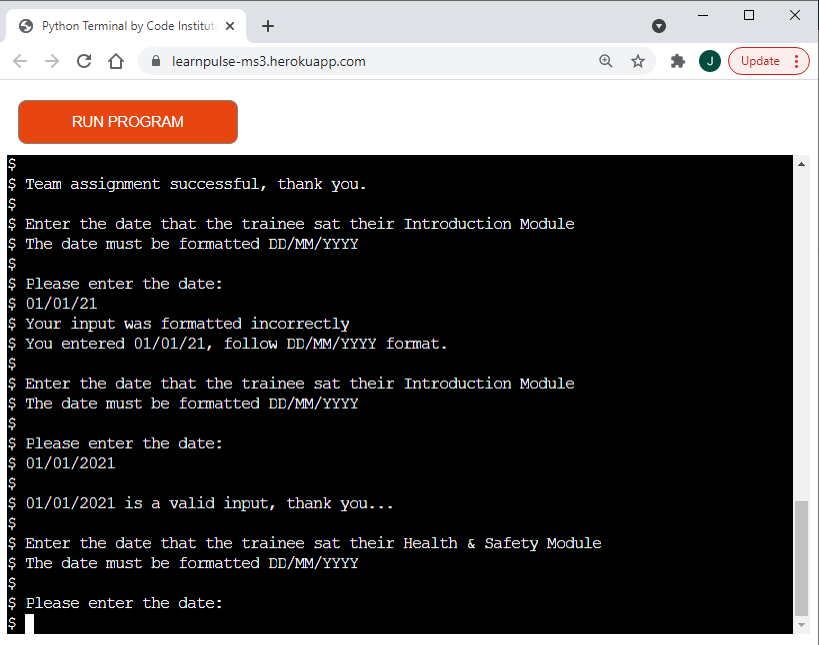 Python Terminal by Code Institut
learnpulse-ms3.herokuapp.com
J
Update
RUN PROGRAM
$
$ Team assignment successful, thank you.
$
$ Enter the date that the trainee sat their Introduction Module
$ The date must be formatted DD/MM/YYYY
$
$ Please enter the date:
$ 01/01/21
$ Your input was formatted incorrectly
$ You entered 01/01/21, follow DD/MM/YYYY format.
$
$ Enter the date that the trainee sat their Introduction Module
$ The date must be formatted DD/MM/YYYY
$
$ Please enter the date:
$ 01/01/2021
$
$ 01/01/2021 is a valid input, thank you...
$
$ Enter the date that the trainee sat their Health & Safety Module
$ The date must be formatted DD/MM/YYYY
$
$ Please enter the date:
$